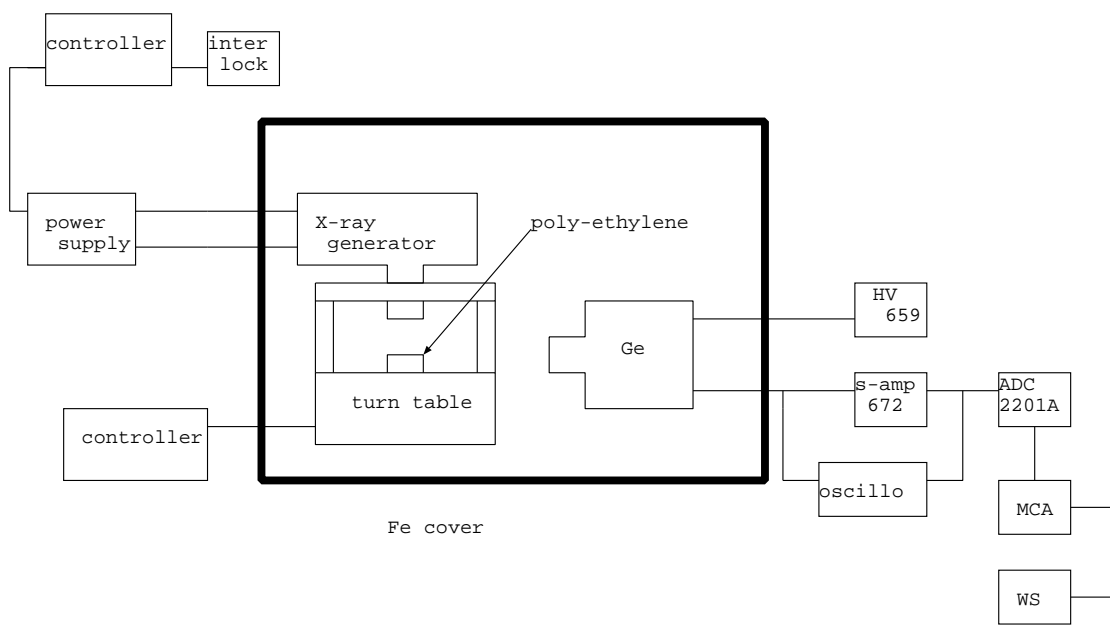 controller
inter
lock
power
supply
X-ray
generator
poly-ethylene
HV
659
Ge
s-amp
672
ADC
2201A
turn table
controller
oscillo
MCA
Fe cover
WS